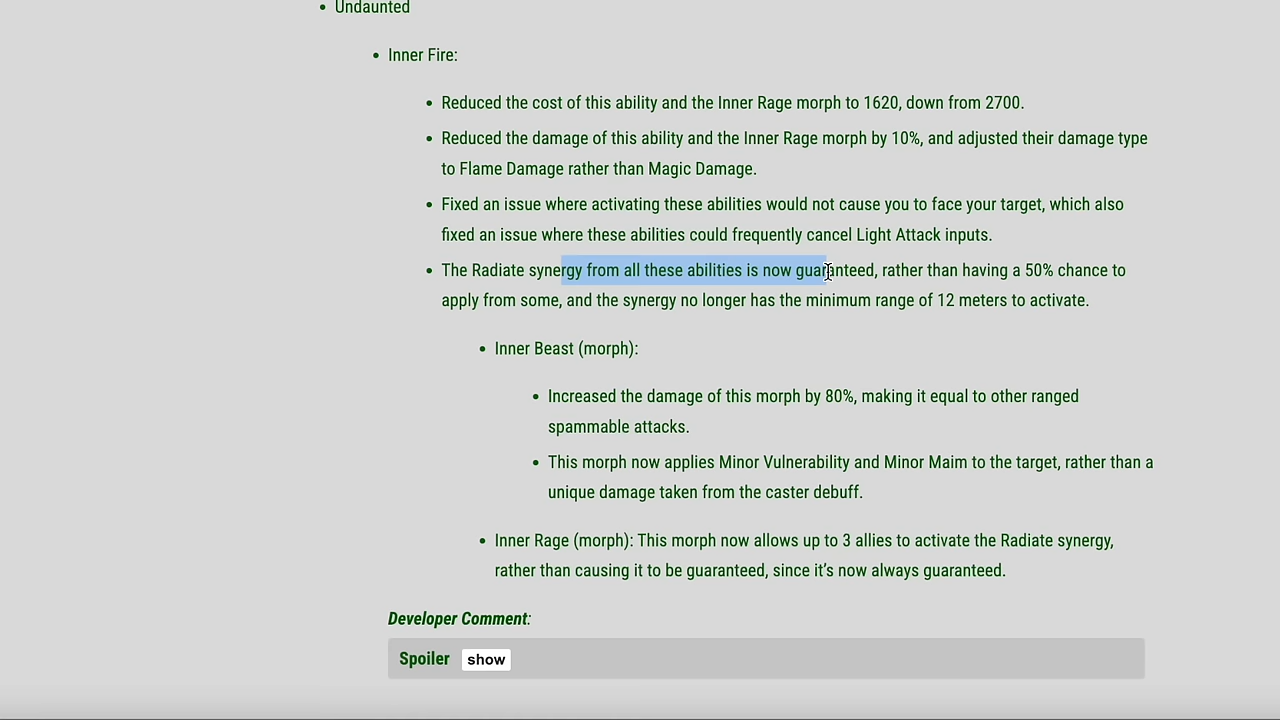 Undaunted
Inner Fire:
Reduced the cost of this ability and the Inner Rage morph to 1620, down from 2700.
Reduced the damage of this ability and the Inner Rage morph by 10%, and adjusted their damage type
to Flame Damage rather than Magic Damage.
Fixed an issue where activating these abilities would not cause you to face your target, which also
fixed an issue where these abilities could frequently cancel Light Attack inputs.
The Radiate synergy from all these abilities is now guaranteed, rather than having a 50% chance to
apply from some, and the synergy no longer has the minimum range of 12 meters to activate.
Inner Beast (morph):
Increased the damage of this morph by 80%, making it equal to other ranged
spammable attacks.
This morph now applies Minor Vulnerability and Minor Maim to the target, rather than a
unique damage taken from the caster debuff.
Inner Rage (morph): This morph now allows up to 3 allies to activate the Radiate synergy,
rather than causing it to be guaranteed, since it’s now always guaranteed.
Developer Comment:
Spoiler show